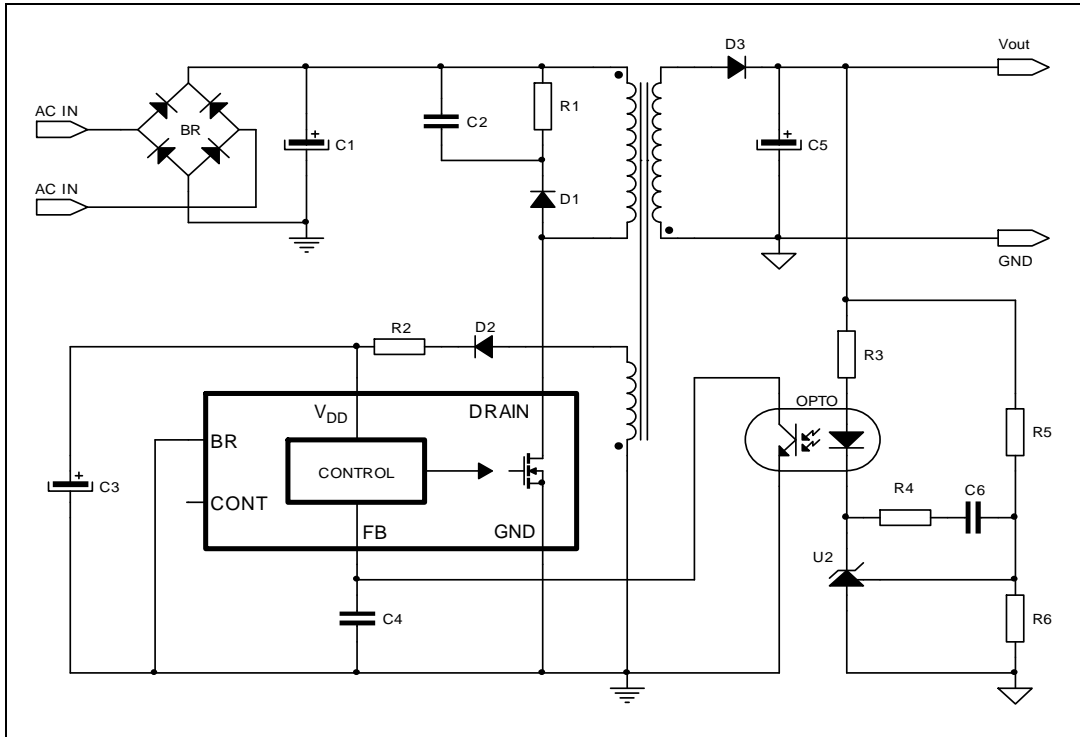 D3
Vout
AC IN
BR
R1
C2
C1
C5
AC IN
D1
GND
R2
D2
R3
OPTO
VDD
DRAIN
BR
R5
CONTROL
C3
CONT
R4
C6
FB
GND
U2
C4
R6